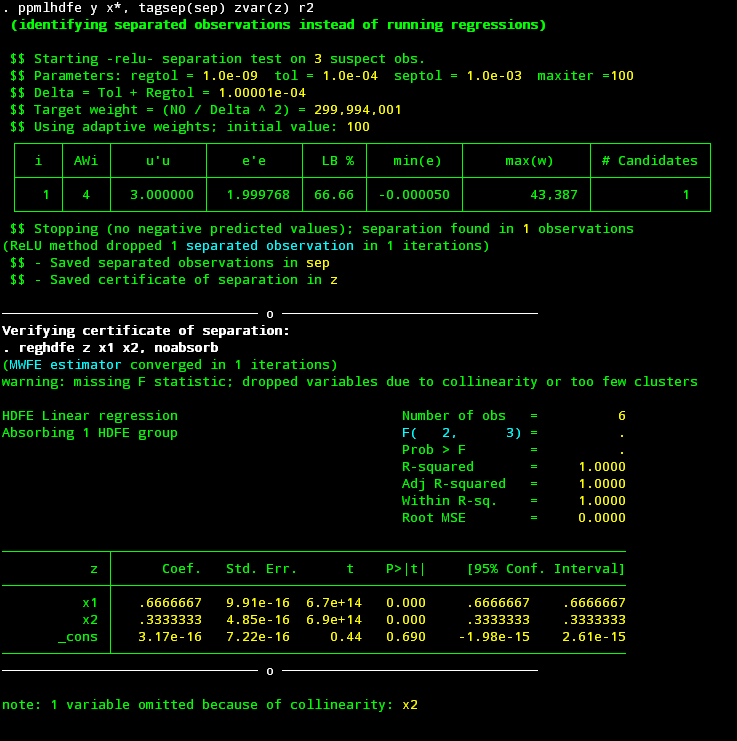 . ppmlhdfe y x*, tagsep(sep) zvar(z) r2
(identifying separated observations instead of running regressions)
$$ Starting -relu- separation test on 3 suspect obs.
$$ Parameters: regtol = 1.0e-09 tol = 1.0e-04 septol = 1.0e-03 maxiter =100
$$ Delta = Tol + Regtol = 1.00001e-04
$$ Target weight = (N0 / Delta ^ 2) = 299,994,001
$$ Using adaptive weights; initial value: 100
i AWi u'u e'e LB % min(e) max(w) # Candidates
1 4 3.000000 1.999768 66.66 -0.000050 43,387 1
$$ Stopping (no negative predicted values); separation found in 1 observations
(ReLU method dropped 1 separated observation in 1 iterations)
$$ - Saved separated observations in sep
$$ - Saved certificate of separation in z
o
Verifying certificate of separation:
. reghdfe z x1 x2, noabsorb
(MWFE estimator converged in 1 iterations)
warning: missing F statistic; dropped variables due to collinearity or too few clusters
HDFE Linear regression Number of obs = 6
Absorbing 1 HDFE group F( 2, 3) = .
Prob > F = .
R-squared = 1.0000
Adj R-squared = 1.0000
Within R-sq. = 1.0000
Root MSE = 0.0000
z Coef. Std. Err. t P>|t| [95% Conf. Interval]
x1 .6666667 9.91e-16 6.7e+14 0.000 .6666667 .6666667
x2 .3333333 4.85e-16 6.9e+14 0.000 .3333333 .3333333
_cons 3.17e-16 7.22e-16 0.44 0.690 -1.98e-15 2.61e-15
o
note: 1 variable omitted because of collinearity: x2